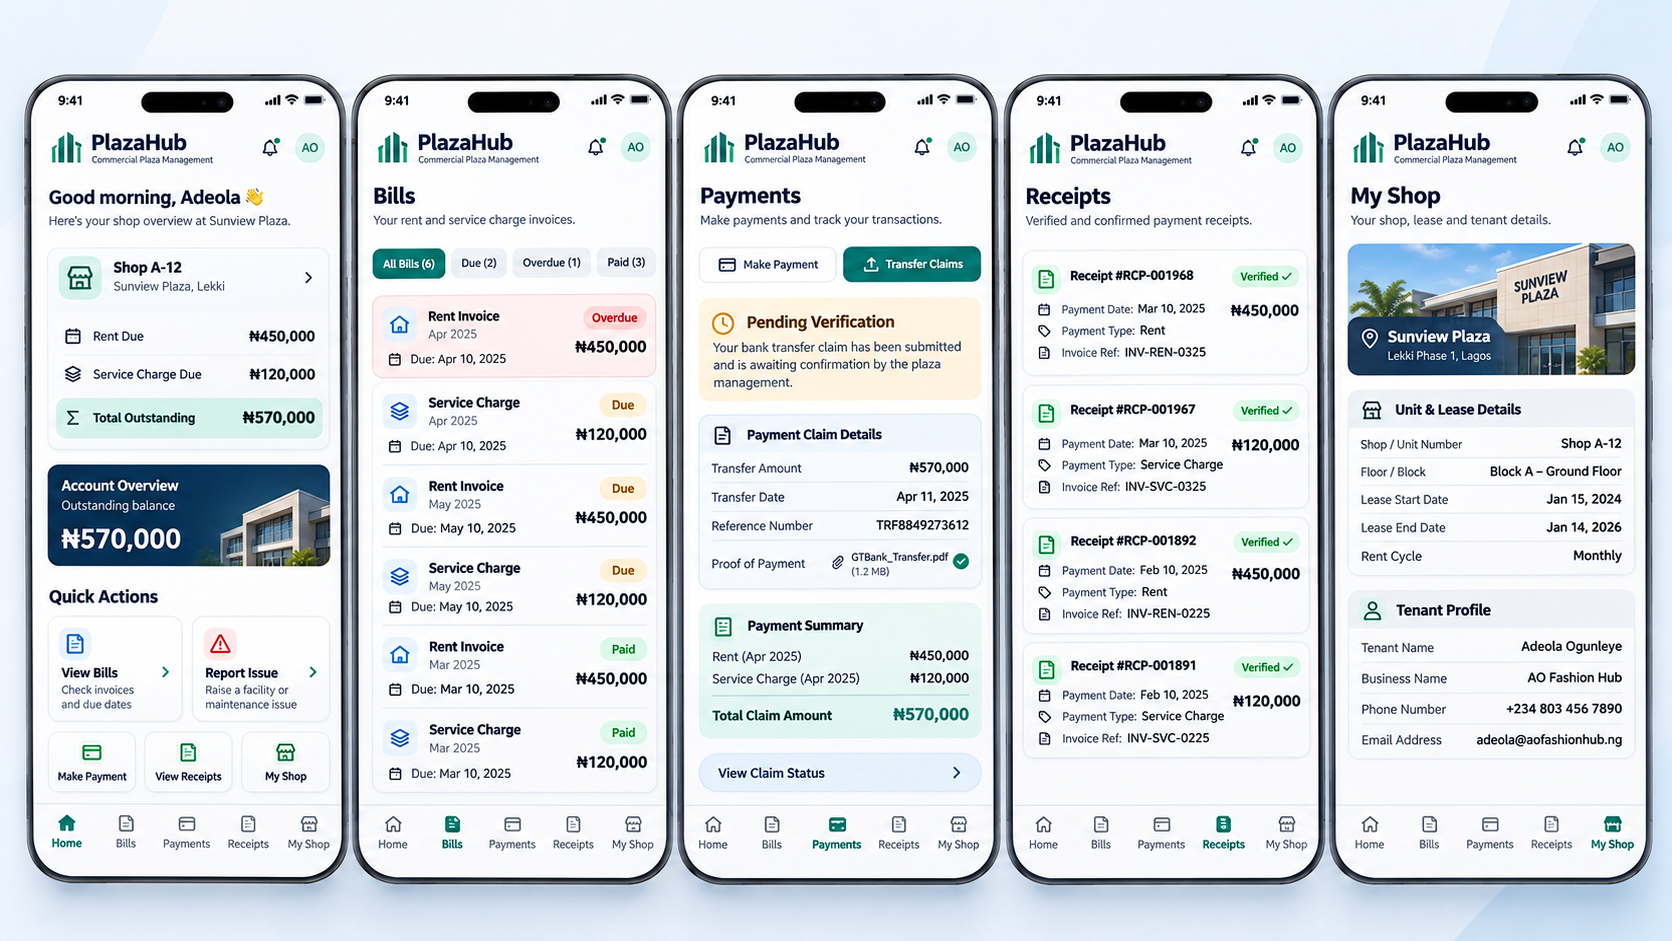 9:41
PlazaHub
Commercial Plaza Management
AO
Good morning, Adeola 👋
Here's your shop overview at Sunview Plaza.
Shop A-12
Sunview Plaza, Lekki
Rent Due ₦450,000
Service Charge Due ₦120,000
Total Outstanding ₦570,000
Account Overview
Outstanding balance
₦570,000
Quick Actions
View Bills
Check invoices
and due dates
Report Issue
Raise a facility or
maintenance issue
Make Payment
View Receipts
My Shop
Home
Bills
Payments
Receipts
My Shop
9:41
PlazaHub
Commercial Plaza Management
AO
Bills
Your rent and service charge invoices.
All Bills (6)
Due (2)
Overdue (1)
Paid (3)
Rent Invoice
Overdue
Apr 2025
₦450,000
Due: Apr 10, 2025
Service Charge
Due
Apr 2025
₦120,000
Due: Apr 10, 2025
Rent Invoice
Due
May 2025
₦450,000
Due: May 10, 2025
Service Charge
Due
May 2025
₦120,000
Due: May 10, 2025
Rent Invoice
Paid
Mar 2025
₦450,000
Due: Mar 10, 2025
Service Charge
Paid
Mar 2025
₦120,000
Due: Mar 10, 2025
Home
Bills
Payments
Receipts
My Shop
9:41
PlazaHub
Commercial Plaza Management
AO
Payments
Make payments and track your transactions.
Make Payment
Transfer Claims
Pending Verification
Your bank transfer claim has been submitted
and is awaiting confirmation by the plaza
management.
Payment Claim Details
Transfer Amount ₦570,000
Transfer Date Apr 11, 2025
Reference Number TRF8849273612
Proof of Payment GTBank_Transfer.pdf
(1.2 MB)
Payment Summary
Rent (Apr 2025) ₦450,000
Service Charge (Apr 2025) ₦120,000
Total Claim Amount ₦570,000
View Claim Status
Home
Bills
Payments
Receipts
My Shop
9:41
PlazaHub
Commercial Plaza Management
AO
Receipts
Verified and confirmed payment receipts.
Receipt #RCP-001968
Verified ✓
Payment Date: Mar 10, 2025
₦450,000
Payment Type: Rent
Invoice Ref: INV-REN-0325
Receipt #RCP-001967
Verified ✓
Payment Date: Mar 10, 2025
₦120,000
Payment Type: Service Charge
Invoice Ref: INV-SVC-0325
Receipt #RCP-001892
Verified ✓
Payment Date: Feb 10, 2025
₦450,000
Payment Type: Rent
Invoice Ref: INV-REN-0225
Receipt #RCP-001891
Verified ✓
Payment Date: Feb 10, 2025
₦120,000
Payment Type: Service Charge
Invoice Ref: INV-SVC-0225
Home
Bills
Payments
Receipts
My Shop
9:41
PlazaHub
Commercial Plaza Management
AO
My Shop
Your shop, lease and tenant details.
SUNVIEW
PLAZA
Sunview Plaza
Lekki Phase 1, Lagos
Unit & Lease Details
Shop / Unit Number Shop A-12
Floor / Block Block A – Ground Floor
Lease Start Date Jan 15, 2024
Lease End Date Jan 14, 2026
Rent Cycle Monthly
Tenant Profile
Tenant Name Adeola Ogunleye
Business Name AO Fashion Hub
Phone Number +234 803 456 7890
Email Address adeola@aofashionhub.ng
Home
Bills
Payments
Receipts
My Shop